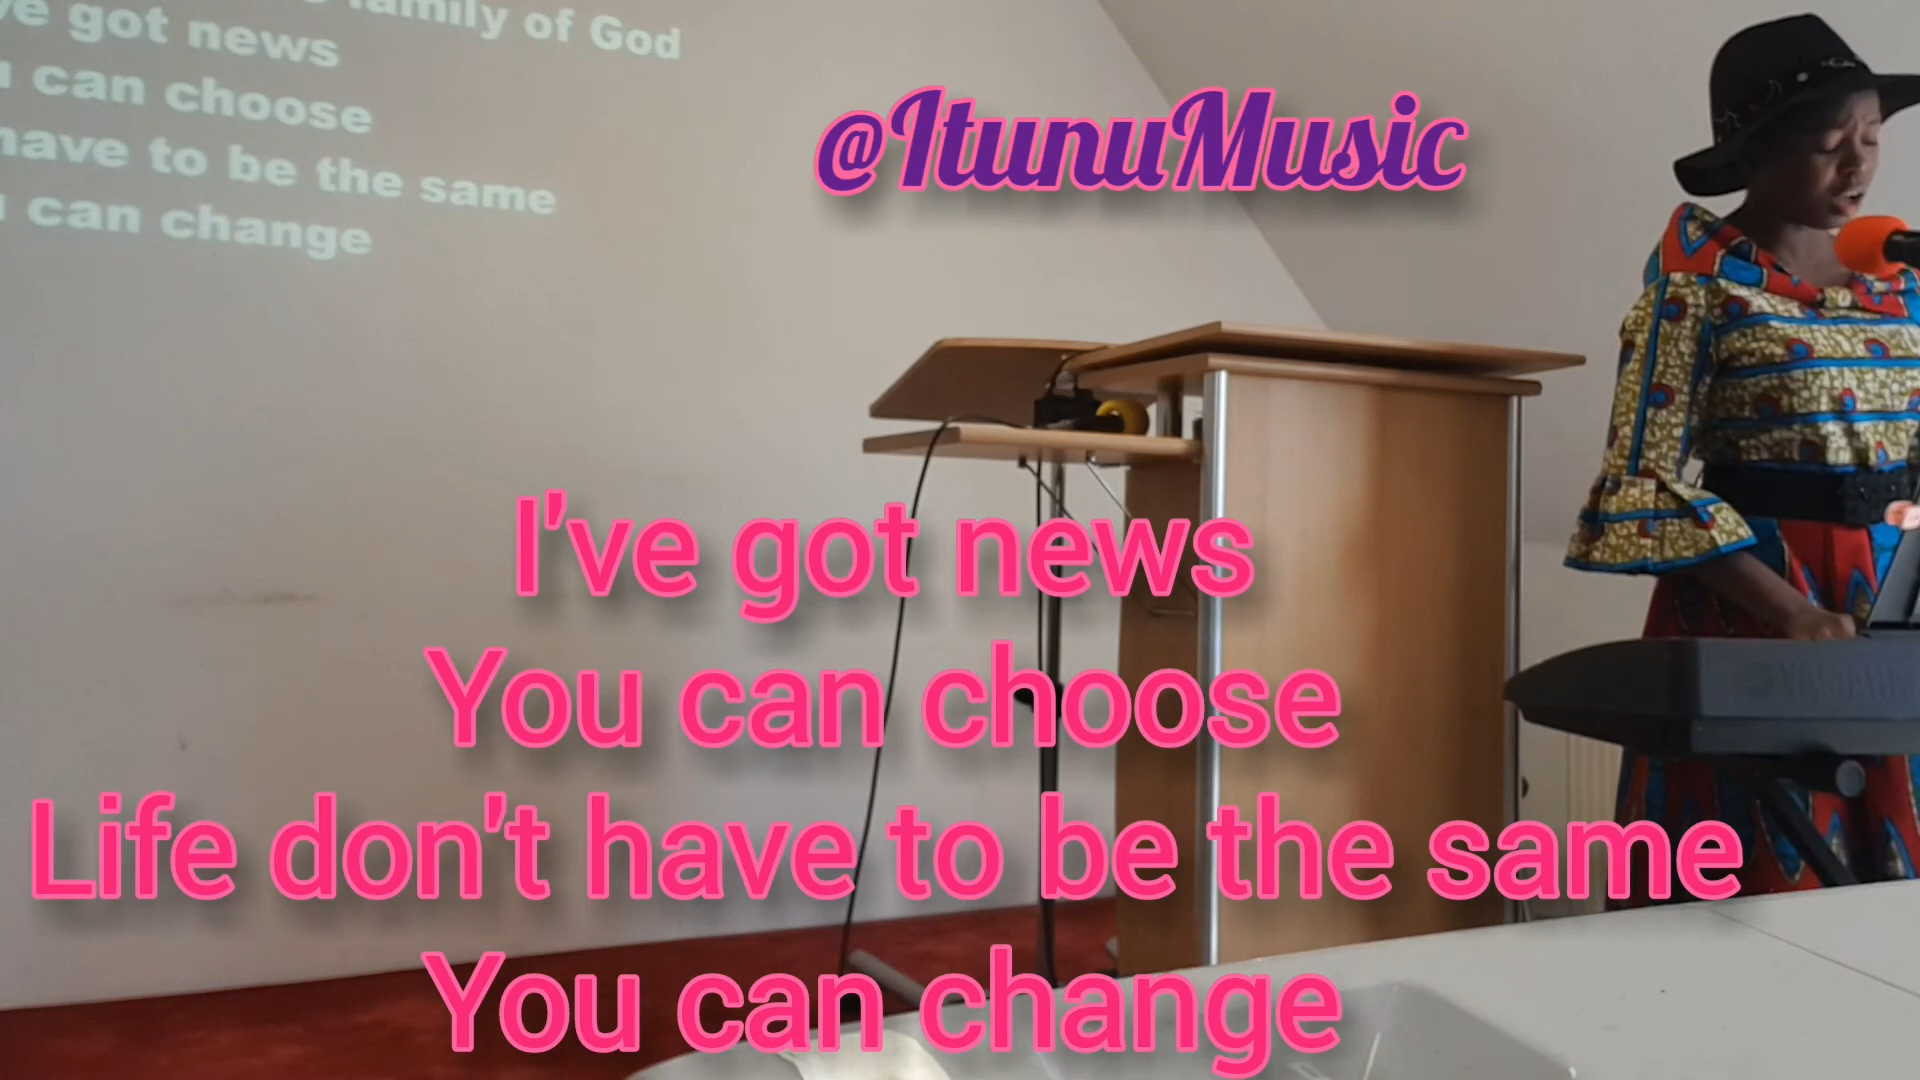 family of God
got news
can choose
have to be the same
can change
@ItunuMusic
I've got news
You can choose
Life don't have to be the same
You can change